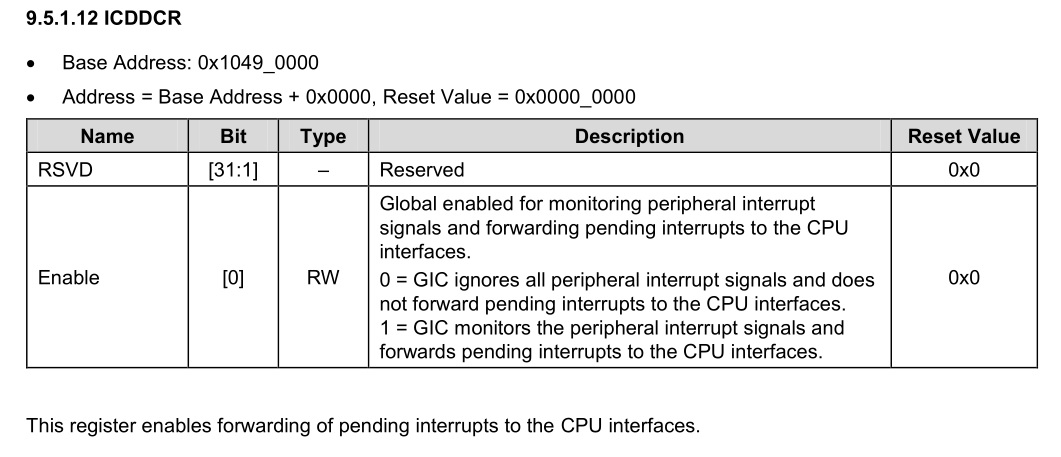 9.5.1.12 ICDDCR
• Base Address: 0x1049_0000
• Address = Base Address + 0x0000, Reset Value = 0x0000_0000
Name Bit Type Description Reset Value
RSVD [31:1] – Reserved 0x0
Enable [0] RW Global enabled for monitoring peripheral interrupt
signals and forwarding pending interrupts to the CPU
interfaces.
0 = GIC ignores all peripheral interrupt signals and does
not forward pending interrupts to the CPU interfaces.
1 = GIC monitors the peripheral interrupt signals and
forwards pending interrupts to the CPU interfaces.
0x0
This register enables forwarding of pending interrupts to the CPU interfaces.